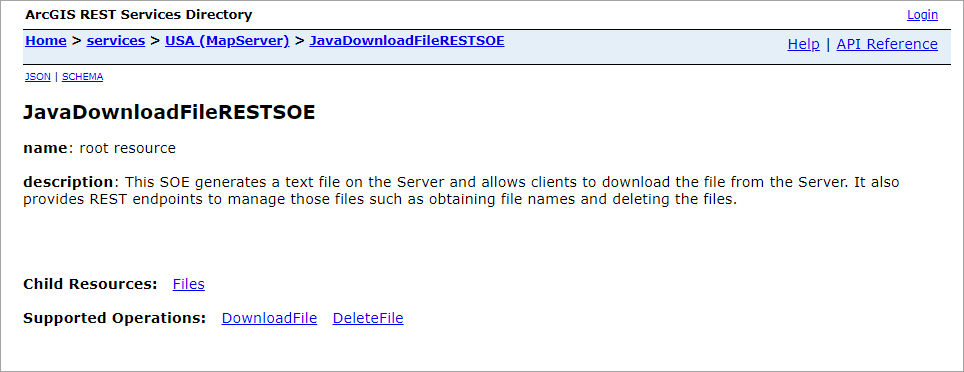 ArcGIS REST Services Directory Login
Home > services > USA (MapServer) > JavaDownloadFileRESTSOE Help | API Reference
JSON | SCHEMA
JavaDownloadFileRESTSOE
name: root resource
description: This SOE generates a text file on the Server and allows clients to download the file from the Server. It also
provides REST endpoints to manage those files such as obtaining file names and deleting the files.
Child Resources: Files
Supported Operations: DownloadFile DeleteFile